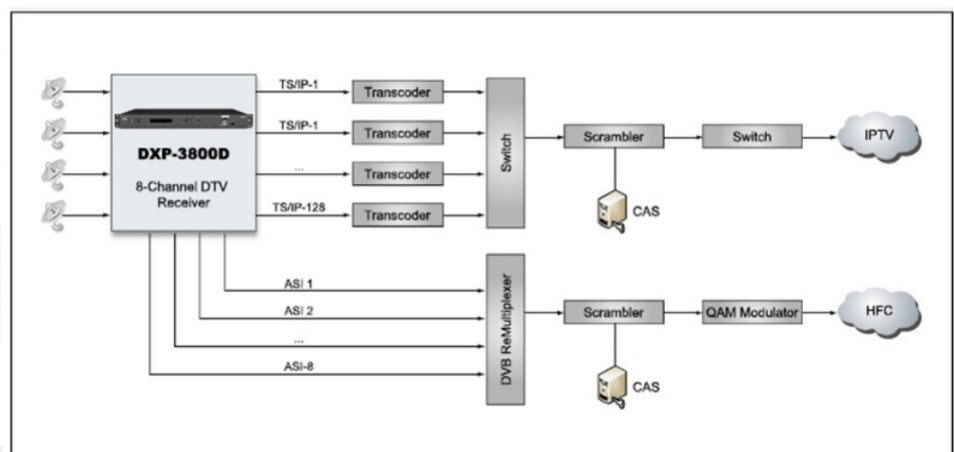 TS/IP-1
Transcoder
TS/IP-1
Transcoder
...
Transcoder
TS/IP-128
Transcoder
DXP-3800D
8-Channel DTV
Receiver
Switch
Scrambler
Switch
IPTV
CAS
ASI 1
ASI 2
...
ASI-8
DVB ReMultiplexer
Scrambler
QAM Modulator
HFC
CAS